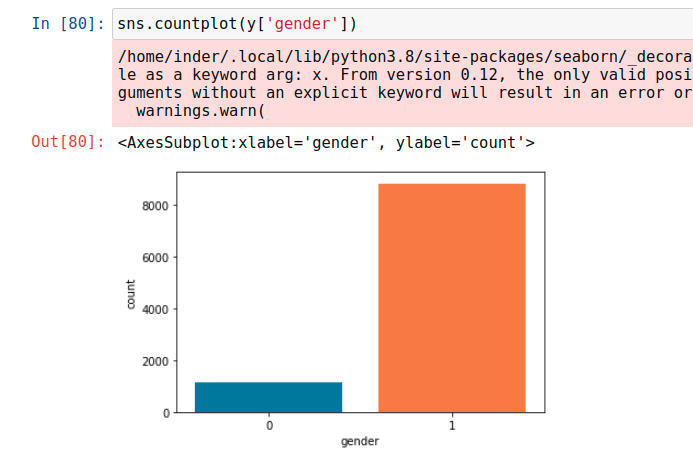 In [80]: sns.countplot(y['gender'])
/home/inder/.local/lib/python3.8/site-packages/seaborn/_decora
le as a keyword arg: x. From version 0.12, the only valid posi
guments without an explicit keyword will result in an error or
warnings.warn(
Out[80]: <AxesSubplot:xlabel='gender', ylabel='count'>
8000
6000
4000
2000
0
count
0 1
gender